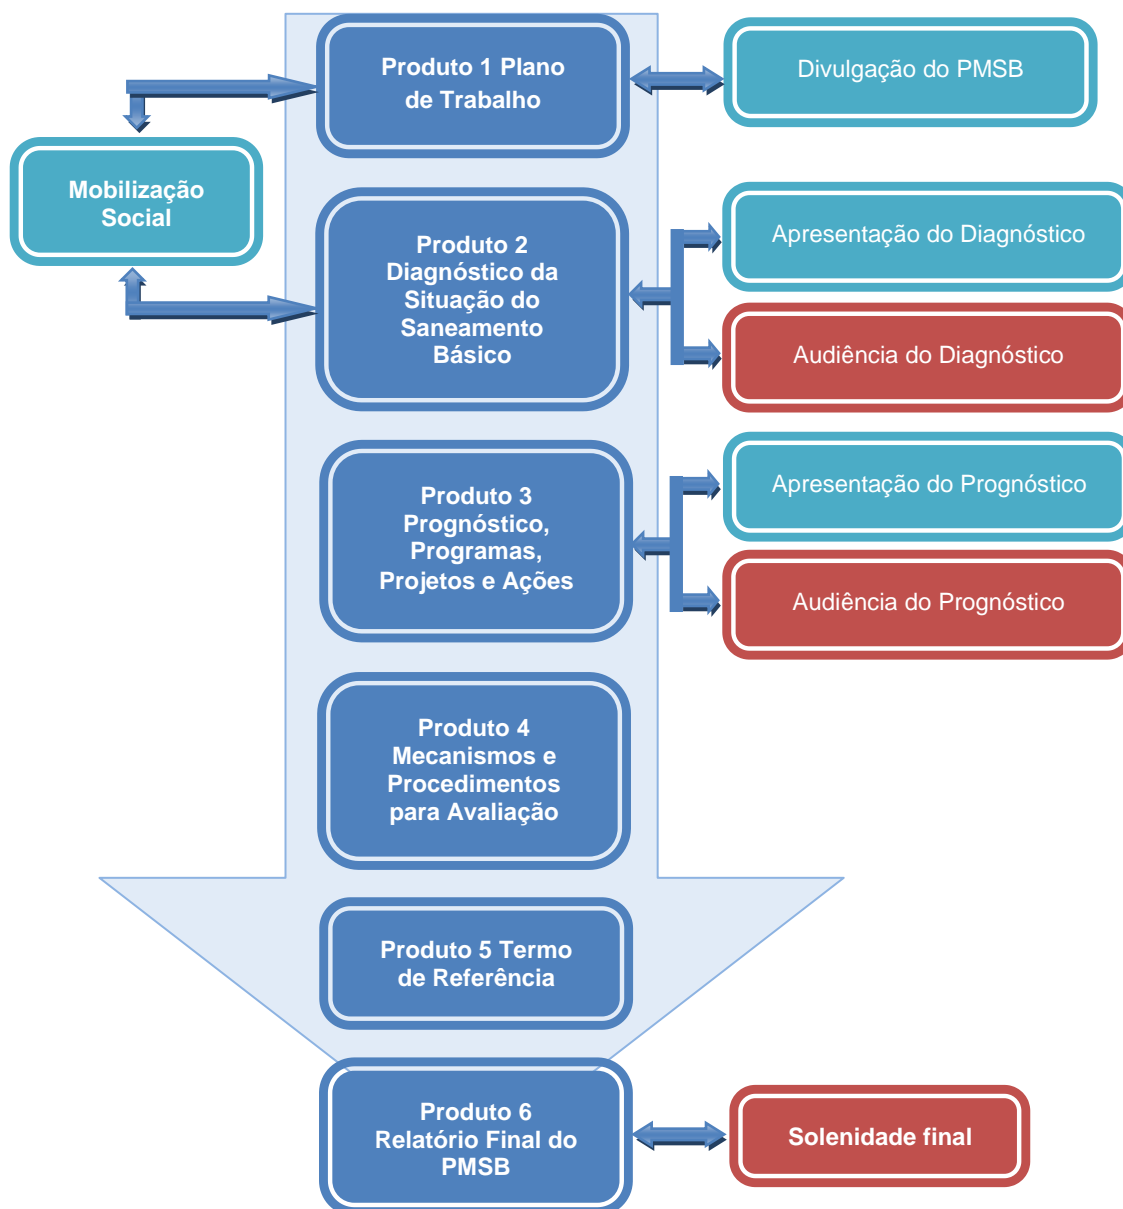 Produto 1 Plano
de Trabalho
Divulgação do PMSB
Mobilização
Social
Produto 2
Diagnóstico da
Situação do
Saneamento
Básico
Apresentação do Diagnóstico
Audiência do Diagnóstico
Produto 3
Prognóstico,
Programas,
Projetos e Ações
Apresentação do Prognóstico
Audiência do Prognóstico
Produto 4
Mecanismos e
Procedimentos
para Avaliação
Produto 5 Termo
de Referência
Produto 6
Relatório Final do
PMSB
Solenidade final